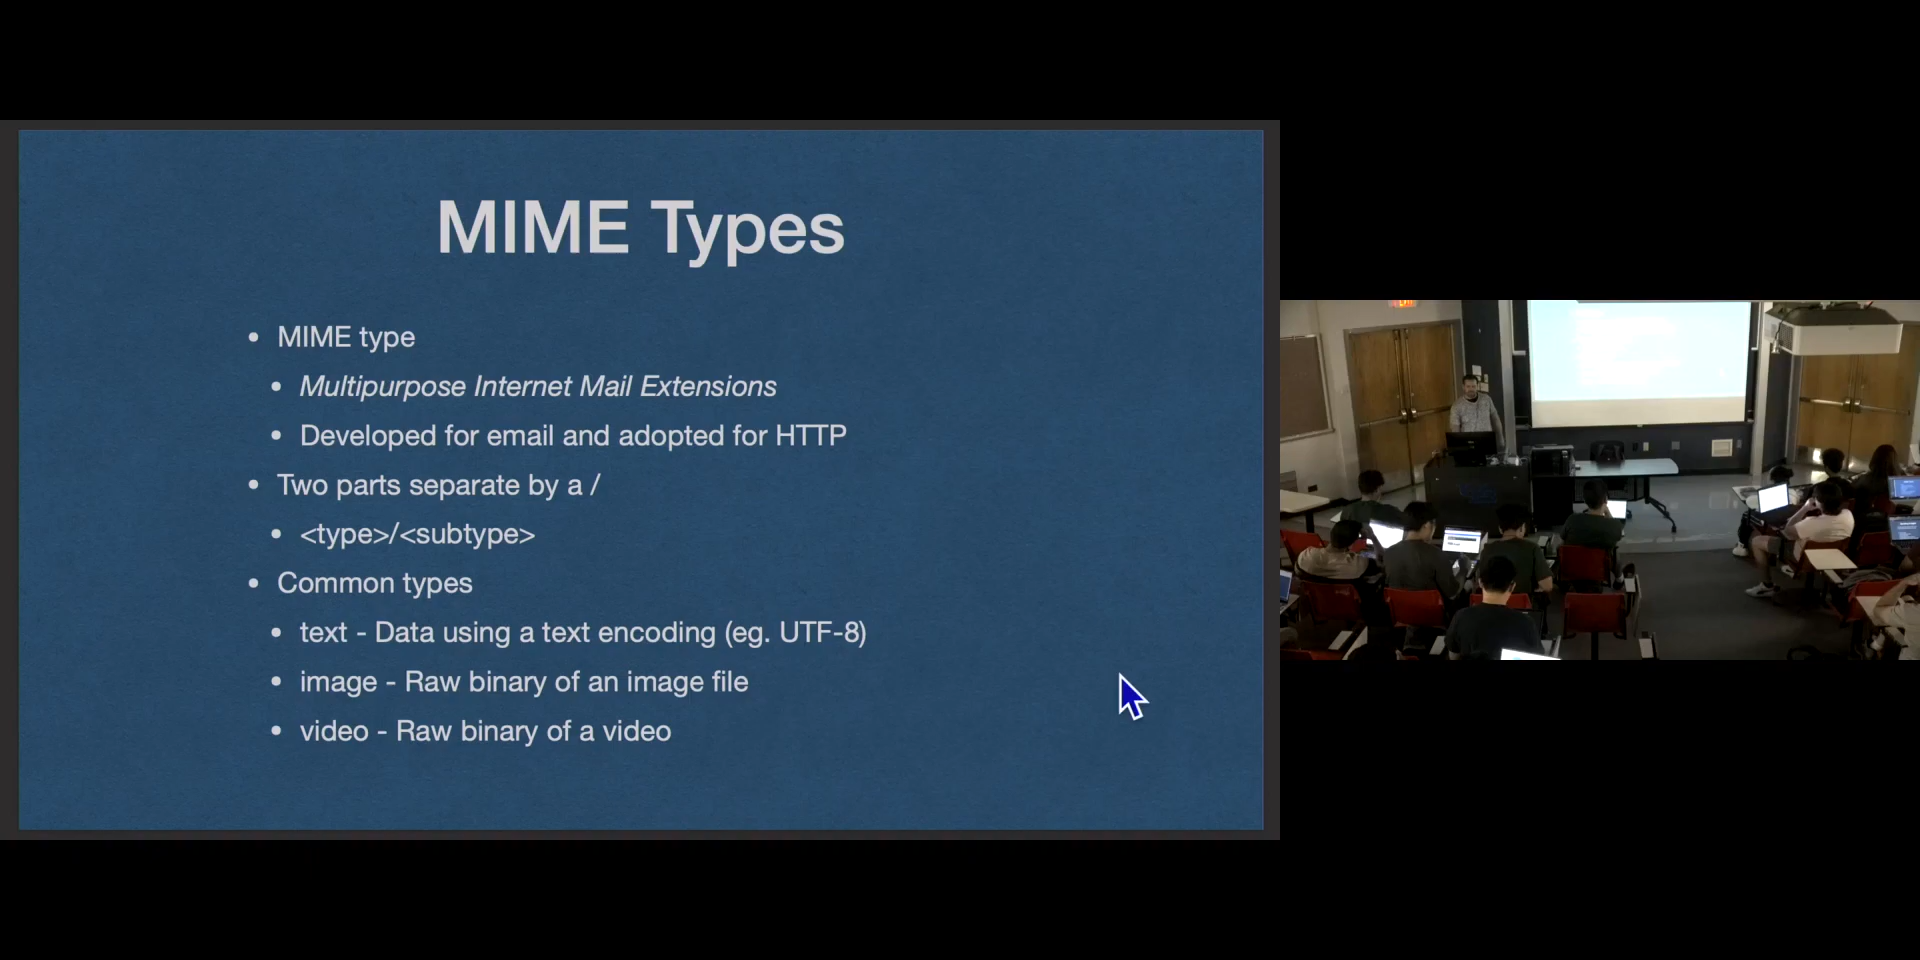 MIME Types
• MIME type
• Multipurpose Internet Mail Extensions
• Developed for email and adopted for HTTP
• Two parts separate by a /
• <type>/<subtype>
• Common types
• text - Data using a text encoding (eg. UTF-8)
• image - Raw binary of an image file
• video - Raw binary of a video